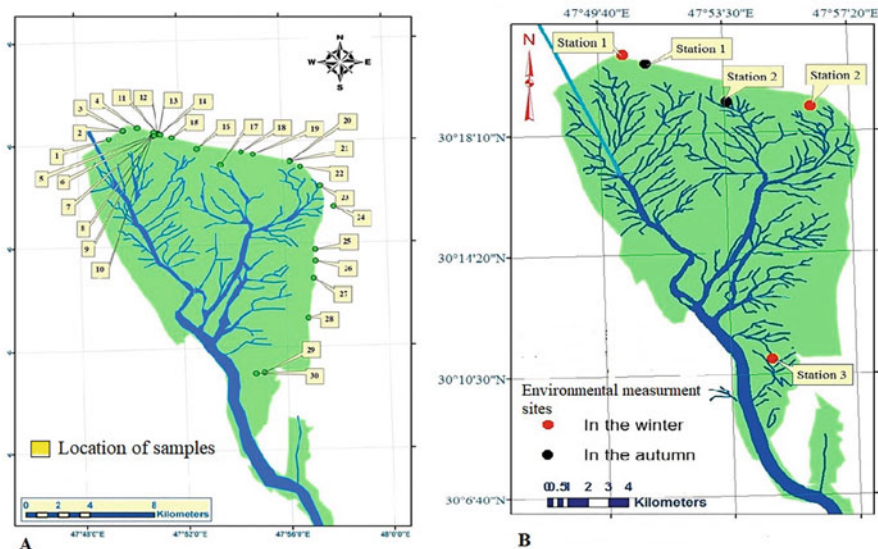 A
N
W
E
S
11
12
13
14
4
3
2
1
5
6
7
8
9
10
15
17
18
19
20
21
22
23
24
25
26
27
28
29
30
Location of samples
0 2 4 8
Kilometers
47°52'0"E
47°56'0"E
48°0'0"E
A
B
47°49'40"E
47°53'30"E
47°57'20"E
N
Station 1
Station 1
Station 2
Station 2
30°18'10"N
30°14'20"N
30°10'30"N
Station 3
Environmental measurment
sites
In the winter
In the autumn
0 0.5 1 2 3 4
Kilometers
30°6'40"N
B